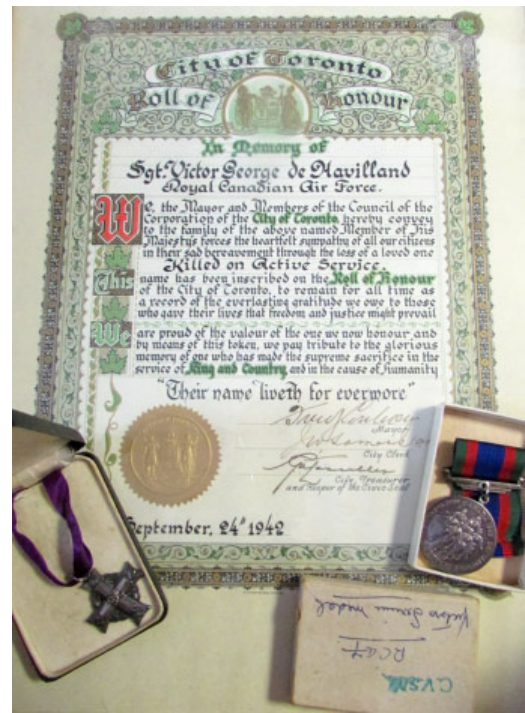 City of Toronto
Roll of Honour
In Memory of
Sgt. Victor George de Havilland
Royal Canadian Air Force.
We, the Mayor and Members of the Council of the
Corporation of the City of Toronto, hereby convey
to the family of the above named Member of His
Majesty's forces the heartfelt sympathy of all our citizens
in their sad bereavement through the loss of a loved one
Killed on Active Service.
This name has been inscribed on the Roll of Honour
of the City of Toronto, to remain for all time as
a record of the everlasting gratitude we owe to those
who gave their lives that freedom and justice might prevail
We are proud of the valour of the one we now honour and
by means of this token, we pay tribute to the glorious
memory of one who has made the supreme sacrifice in the
service of King and Country and in the cause of humanity
"Their name liveth for evermore"
Mayor
City Clerk
City Treasurer
and Keeper of the Civic Seal
September, 24th 1942
C.V.S.M.
RCAF
medal